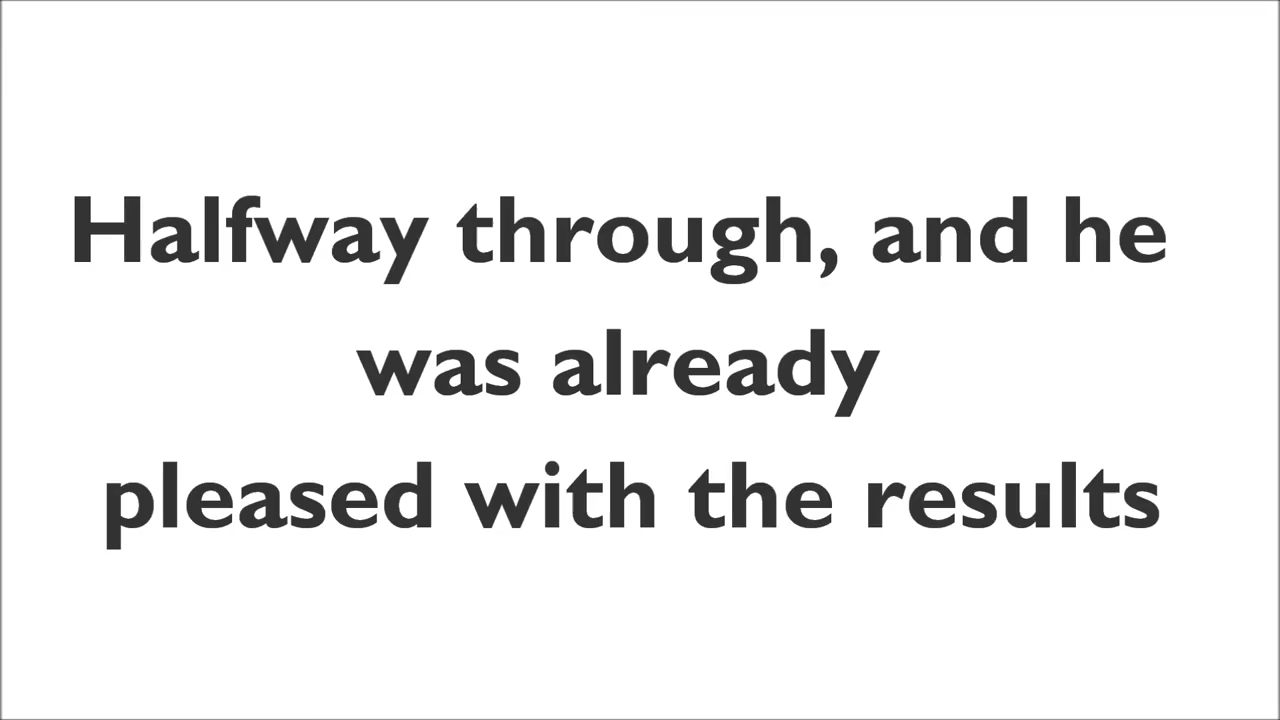 Halfway through, and he
was already
pleased with the results